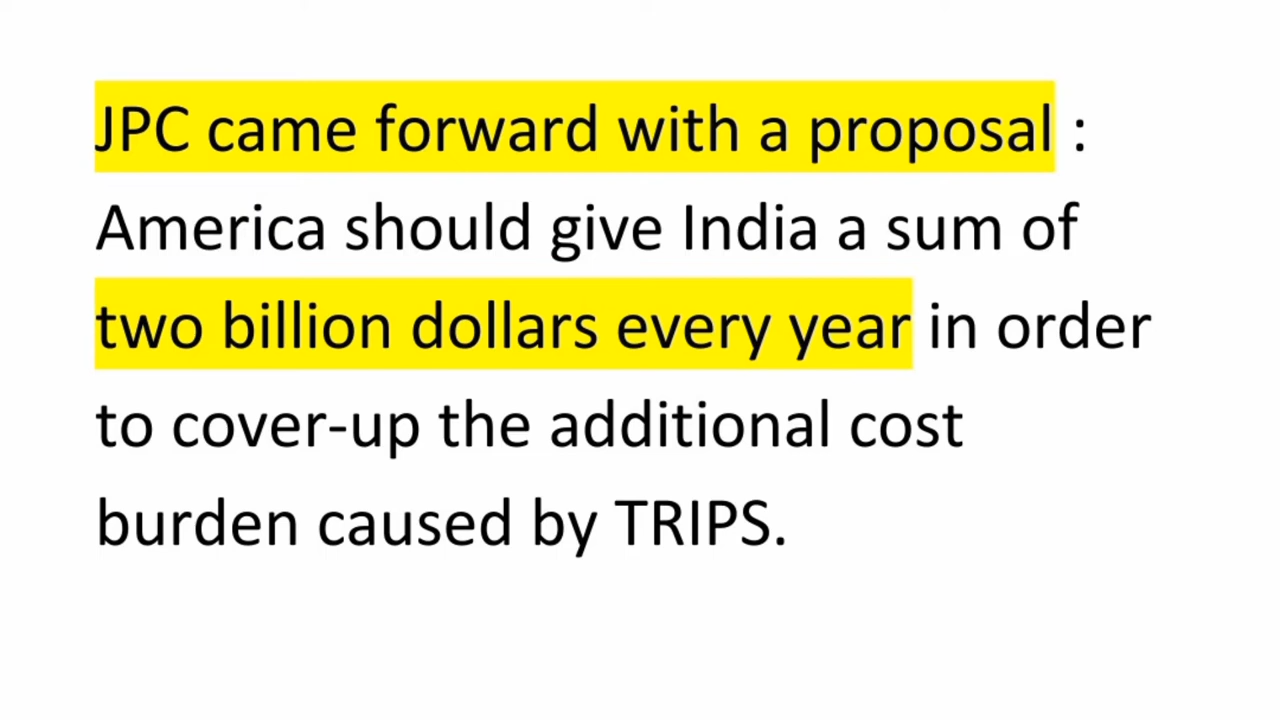 JPC came forward with a proposal :
America should give India a sum of
two billion dollars every year in order
to cover-up the additional cost
burden caused by TRIPS.